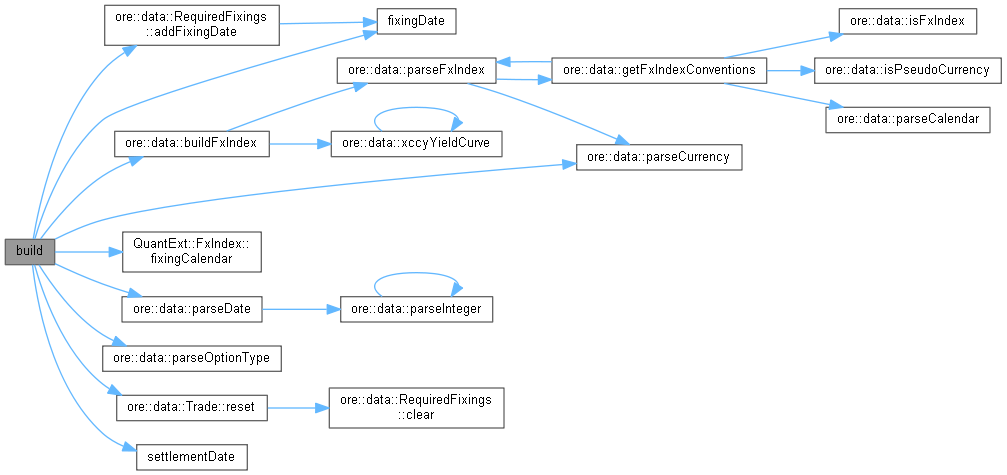 build
ore::data::RequiredFixings
::addFixingDate
fixingDate
ore::data::buildFxIndex
ore::data::parseFxIndex
ore::data::getFxIndexConventions
ore::data::isFxIndex
ore::data::isPseudoCurrency
ore::data::parseCalendar
ore::data::xccyYieldCurve
ore::data::parseCurrency
QuantExt::FxIndex::
fixingCalendar
ore::data::parseDate
ore::data::parseInteger
ore::data::parseOptionType
ore::data::Trade::reset
ore::data::RequiredFixings
::clear
settlementDate